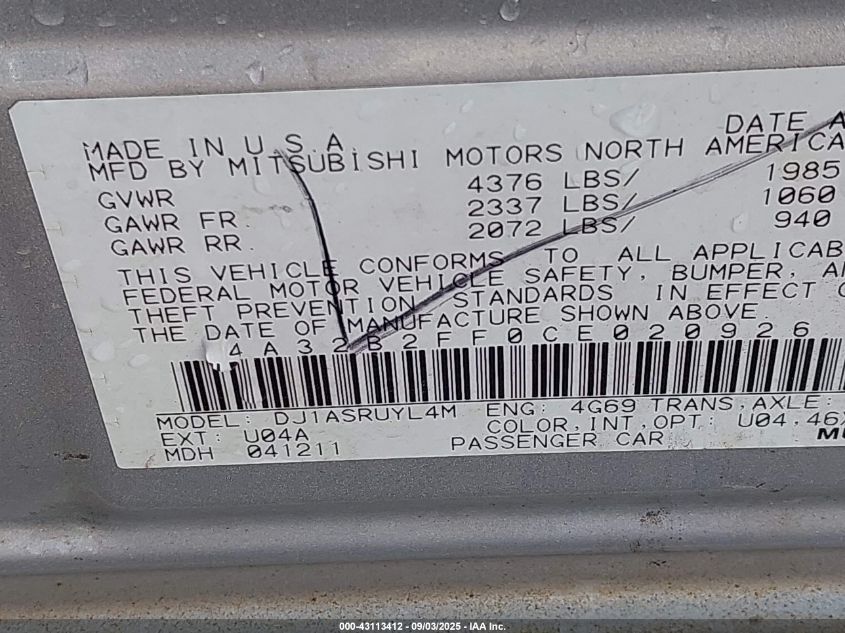 DATE
MADE IN U.S.A.
MFD BY MITSUBISHI MOTORS NORTH AMERICA
GVWR 4376 LBS/ 1985
GAWR FR. 2337 LBS/ 1060
GAWR RR. 2072 LBS/ 940
THIS VEHICLE CONFORMS TO ALL APPLICAB
FEDERAL MOTOR VEHICLE SAFETY, BUMPER, A
THEFT PREVENTION STANDARDS IN EFFECT
THE DATE OF MANUFACTURE SHOWN ABOVE.
4A32B2FF0CE020926
MODEL: DJ1ASRUYL4M ENG: 4G69 TRANS,AXLE:
EXT: U04A COLOR,INT,OPT: U04,46X
MDH 041211 PASSENGER CAR
000-43113412 - 09/03/2025 - IAA Inc.